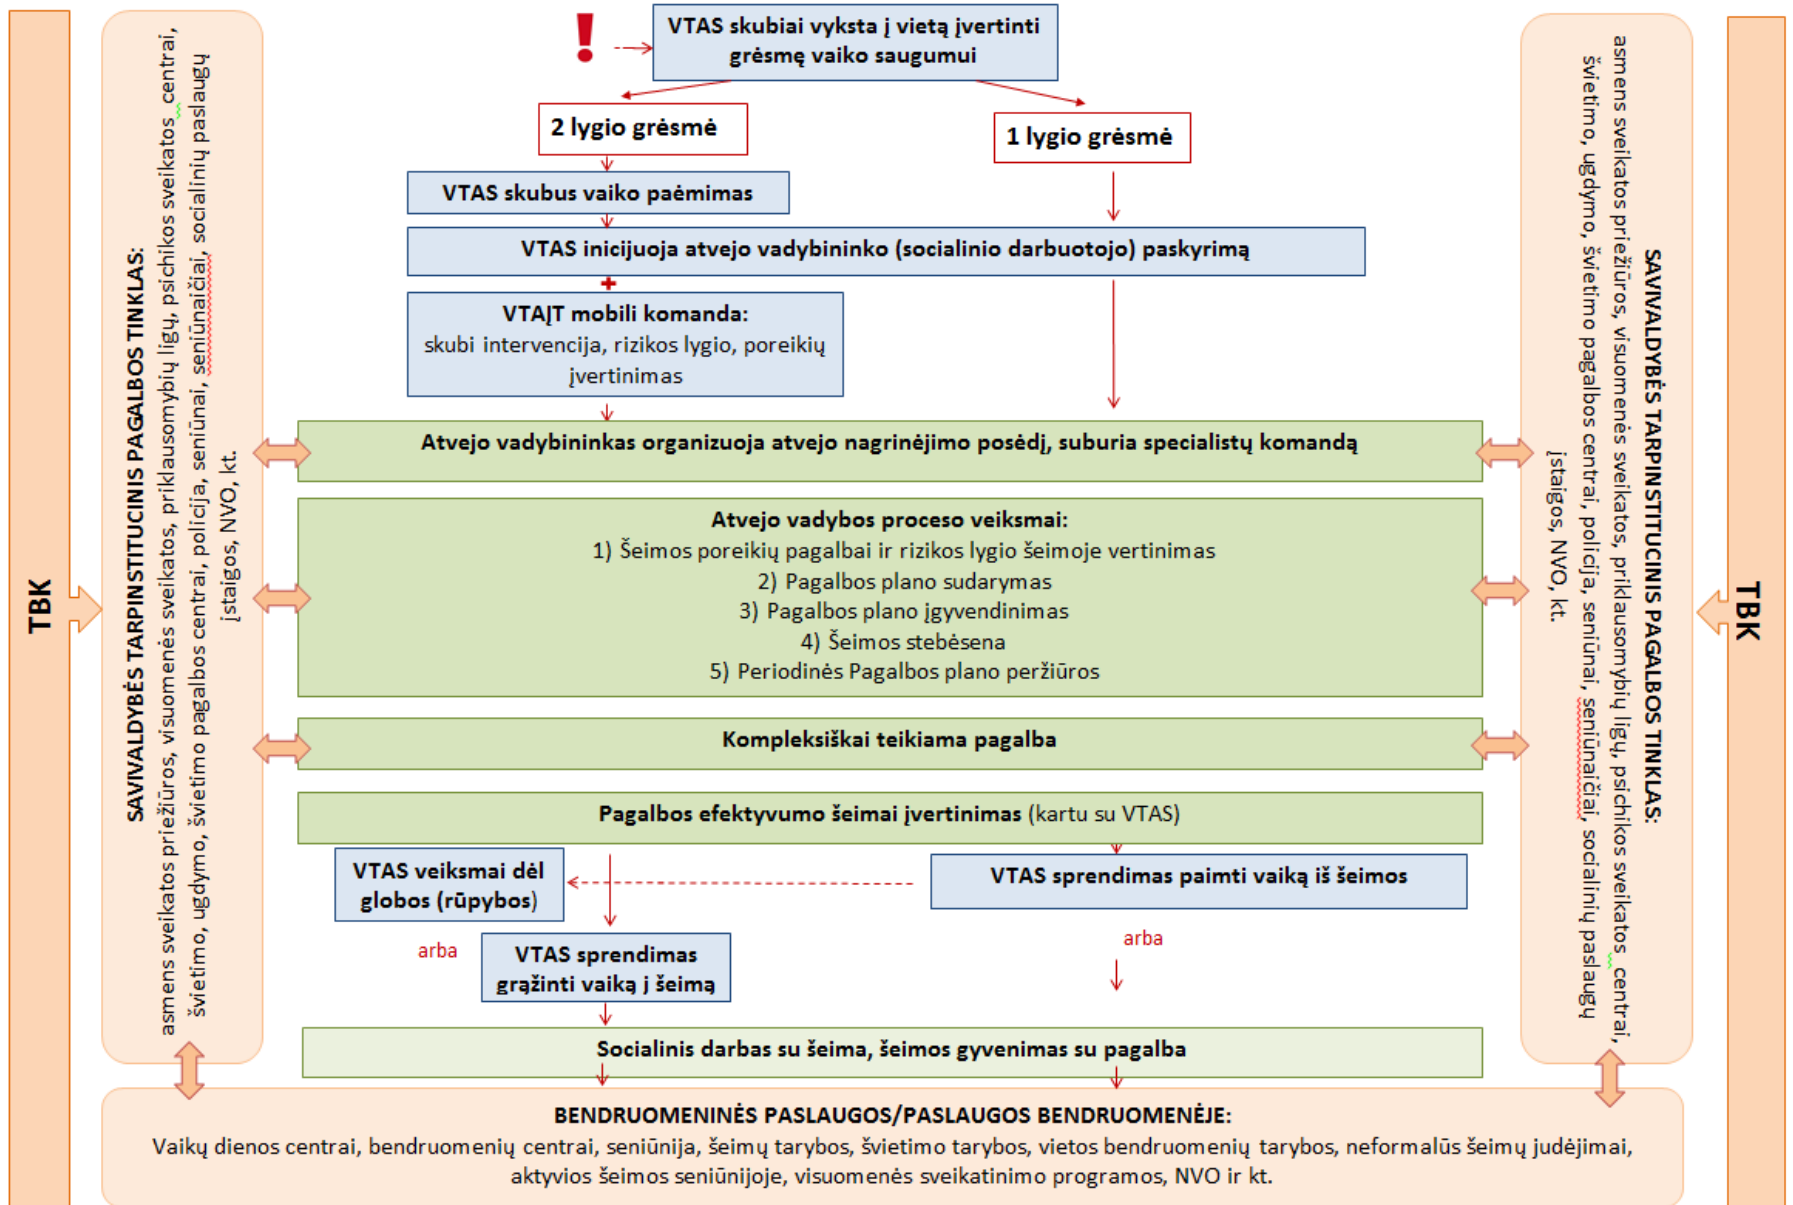 TBK
SAVIVALDYBĖS TARPINSTITUCINIS PAGALBOS TINKLAS:
asmens sveikatos priežiūros, visuomenės sveikatos, priklausomybių ligų, psichikos sveikatos centrai,
švietimo, ugdymo, švietimo pagalbos centrai, policija, seniūnai, seniūnaičiai, socialinių paslaugų
įstaigos, NVO, kt.
!
VTAS skubiai vyksta į vietą įvertinti
grėsmę vaiko saugumui
2 lygio grėsmė
1 lygio grėsmė
VTAS skubus vaiko paėmimas
VTAS inicijuoja atvejo vadybininko (socialinio darbuotojo) paskyrimą
VTAĮT mobili komanda:
skubi intervencija, rizikos lygio, poreikių
įvertinimas
Atvejo vadybininkas organizuoja atvejo nagrinėjimo posėdį, suburia specialistų komandą
Atvejo vadybos proceso veiksmai:
1) Šeimos poreikių pagalbai ir rizikos lygio šeimoje vertinimas
2) Pagalbos plano sudarymas
3) Pagalbos plano įgyvendinimas
4) Šeimos stebėsena
5) Periodinės Pagalbos plano peržiūros
Kompleksiškai teikiama pagalba
Pagalbos efektyvumo šeimai įvertinimas (kartu su VTAS)
VTAS veiksmai dėl
globos (rūpybos)
VTAS sprendimas paimti vaiką iš šeimos
arba
VTAS sprendimas
grąžinti vaiką į šeimą
arba
Socialinis darbas su šeima, šeimos gyvenimas su pagalba
BENDRUOMENINĖS PASLAUGOS/PASLAUGOS BENDRUOMENĖJE:
Vaikų dienos centrai, bendruomenių centrai, seniūnija, šeimų tarybos, švietimo tarybos, vietos bendruomenių tarybos, neformalūs šeimų judėjimai,
aktyvios šeimos seniūnijoje, visuomenės sveikatinimo programos, NVO ir kt.
SAVIVALDYBĖS TARPINSTITUCINIS PAGALBOS TINKLAS:
asmens sveikatos priežiūros, visuomenės sveikatos, priklausomybių ligų, psichikos sveikatos centrai,
švietimo, ugdymo, švietimo pagalbos centrai, policija, seniūnai, seniūnaičiai, socialinių paslaugų
įstaigos, NVO, kt.
TBK